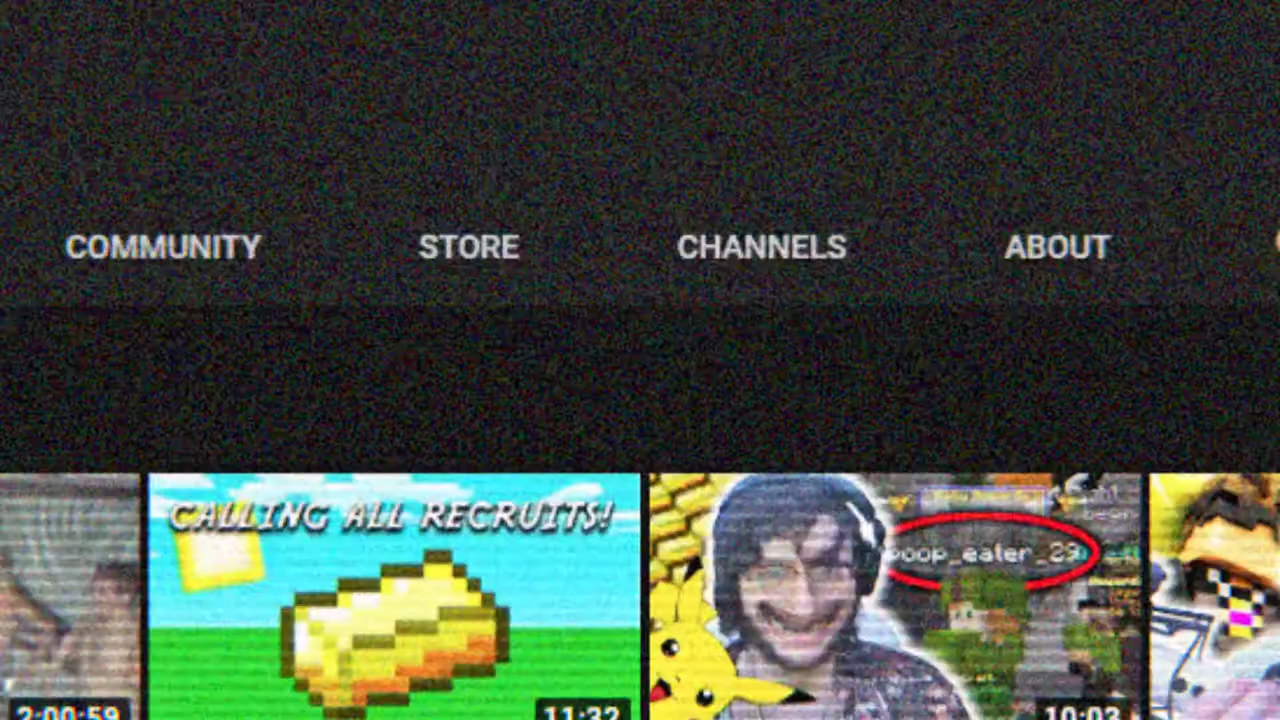 COMMUNITY STORE CHANNELS ABOUT
CALLING ALL RECRUITS!
poop_eater_29
2:00:59 11:32 10:03